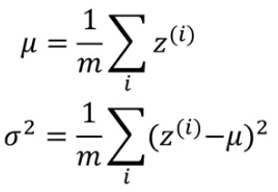 μ = 1/m ∑_i z^(i)
σ² = 1/m ∑_i (z^(i)−μ)²